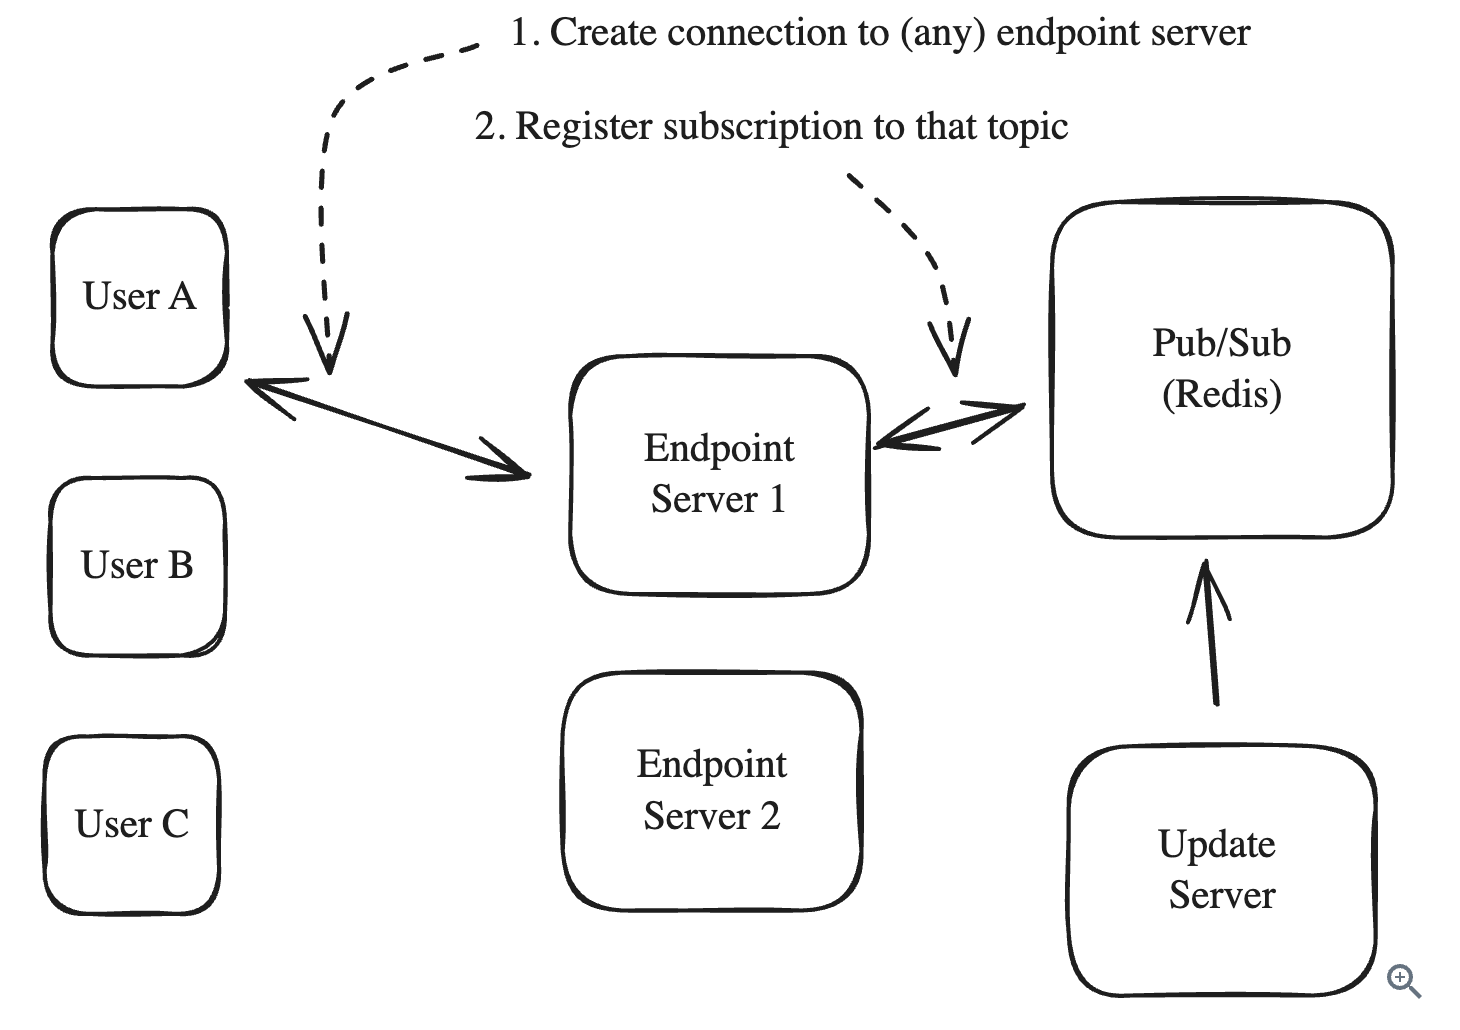 1. Create connection to (any) endpoint server
2. Register subscription to that topic
User A
Pub/Sub
(Redis)
Endpoint
Server 1
User B
Endpoint
Server 2
User C
Update
Server